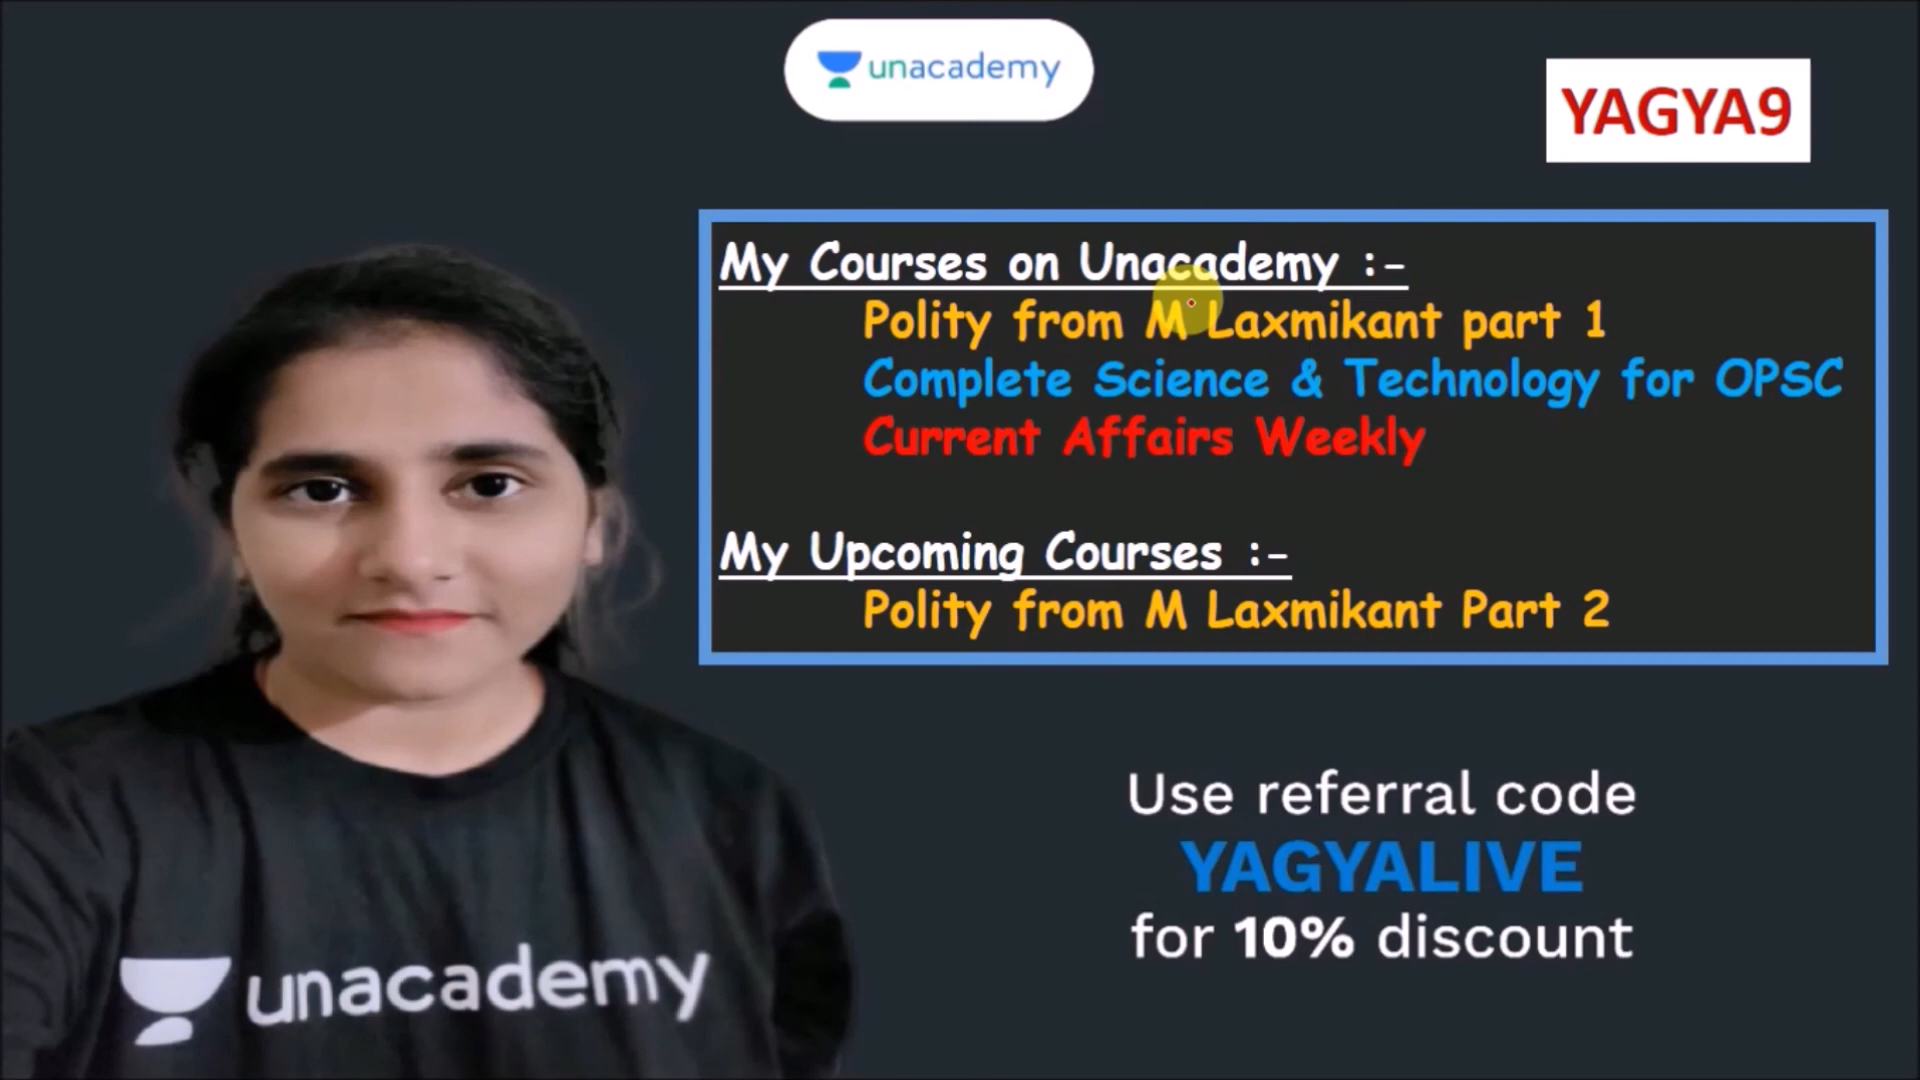 unacademy
YAGYA9
My Courses on Unacademy :-
Polity from M Laxmikant part 1
Complete Science & Technology for OPSC
Current Affairs Weekly
My Upcoming Courses :-
Polity from M Laxmikant Part 2
Use referral code
YAGYALIVE
for 10% discount
unacademy